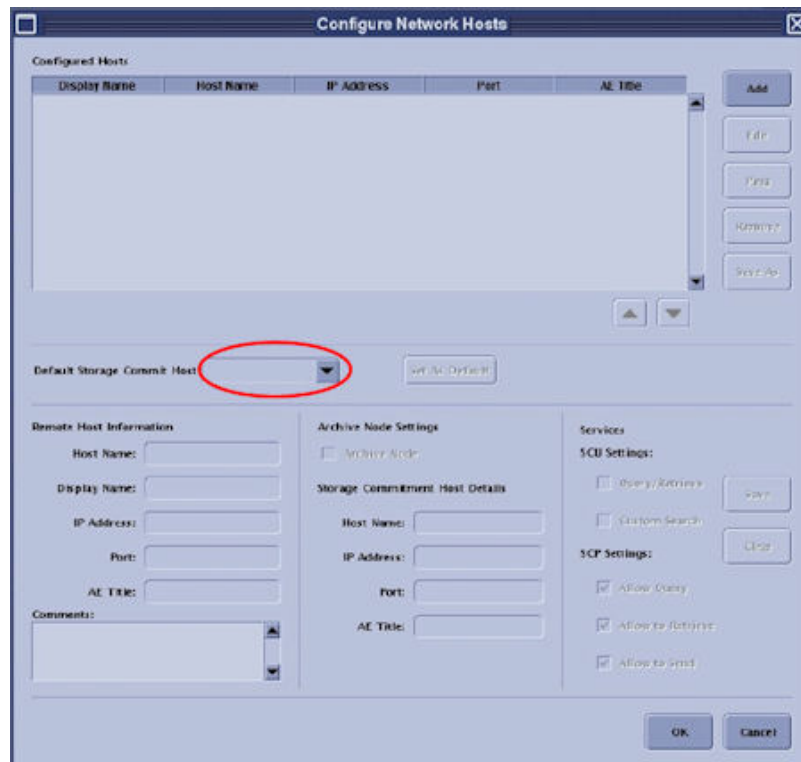 Configure Network Hosts
Configured Hosts
Display Name Host Name IP Address Port AE Title
Add
Edit
Ping
Remove
Save As
Default Storage Commit Host
Set As Default
Remote Host Information
Host Name:
Display Name:
IP Address:
Port:
AE Title:
Comments:
Archive Node Settings
Archive Node
Storage Commitment Host Details
Host Name:
IP Address:
Port:
AE Title:
Services
SCU Settings:
Query/Retrieve
Custom Search
SCP Settings:
Allow Query
Allow to Retrieve
Allow to Send
Save
Clear
OK
Cancel